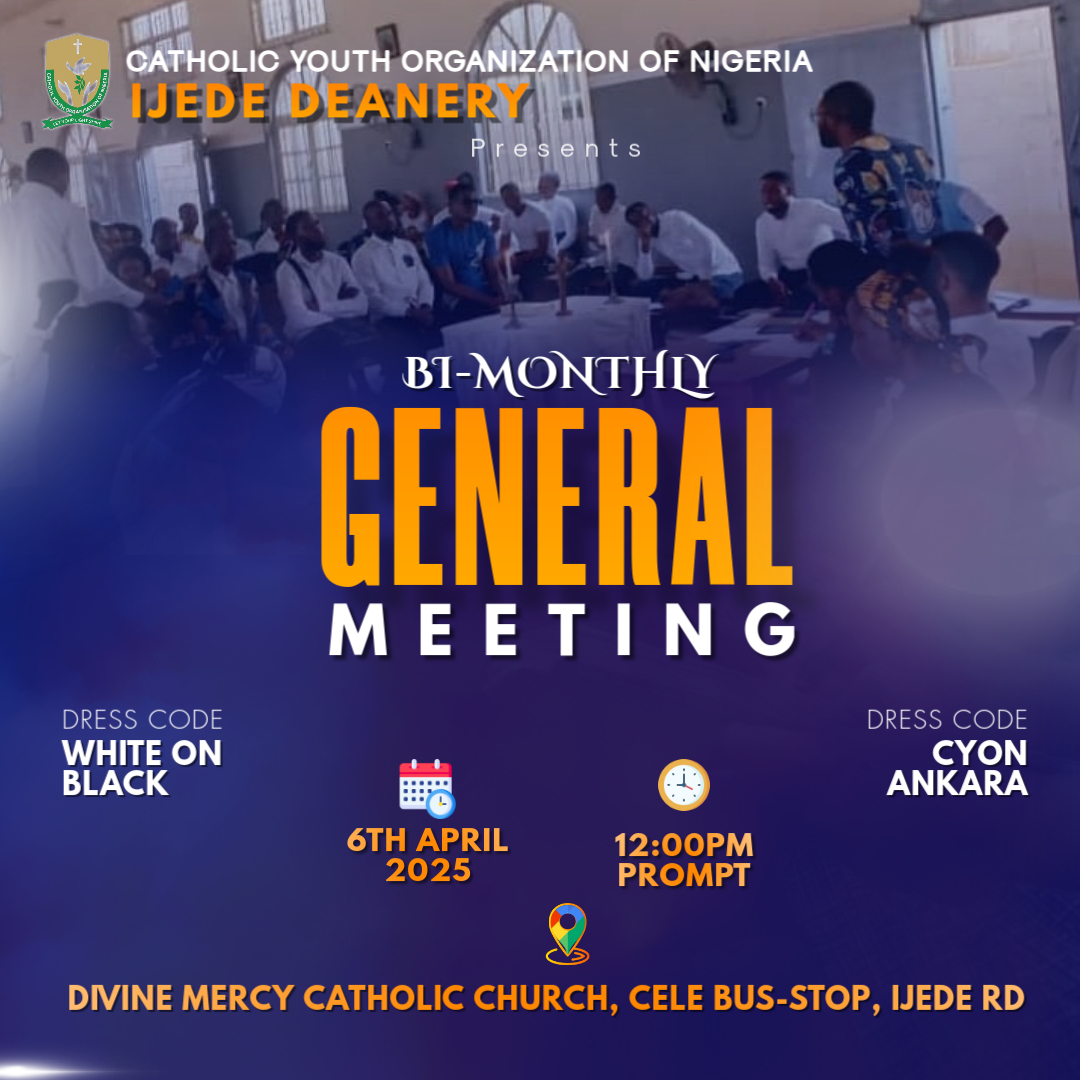 CATHOLIC YOUTH ORGANIZATION OF NIGERIA
IJEDE DEANERY
Presents
BI-MONTHLY
GENERAL
MEETING
DRESS CODE
WHITE ON
BLACK
DRESS CODE
CYON
ANKARA
6TH APRIL
2025
12:00PM
PROMPT
DIVINE MERCY CATHOLIC CHURCH, CELE BUS-STOP, IJEDE RD